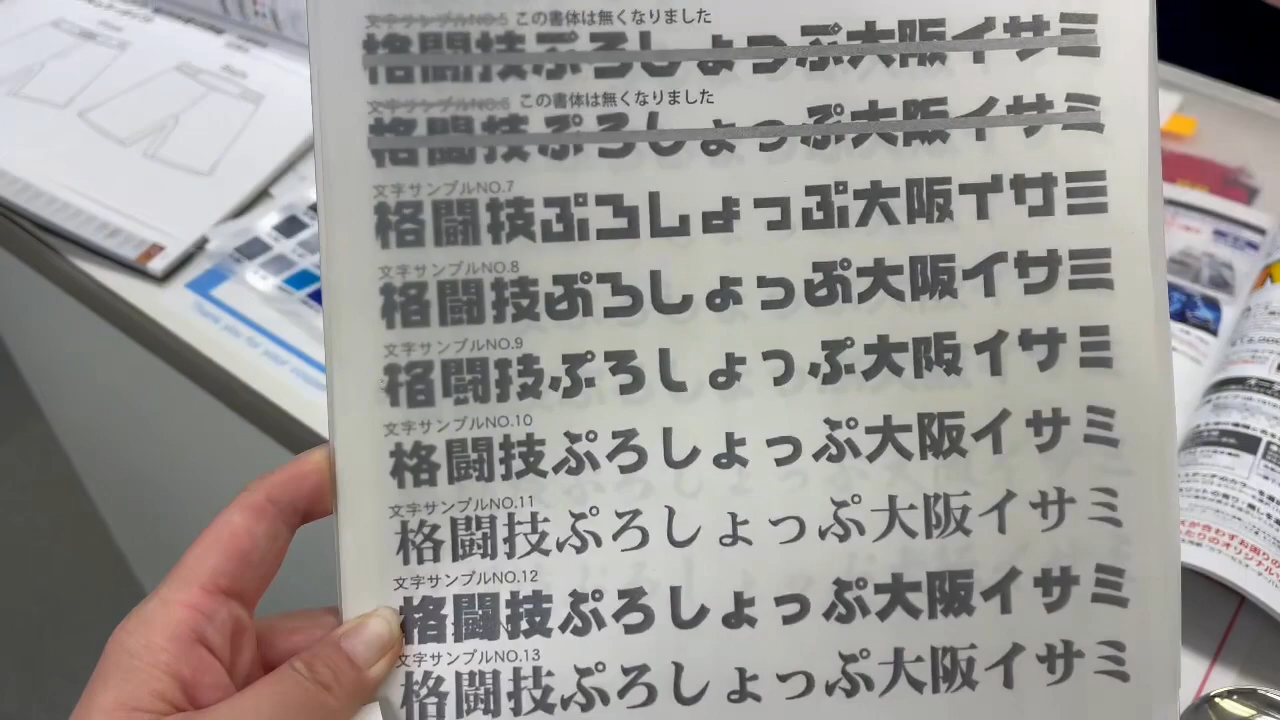 文字サンプルNO.5 この書体は無くなりました
格闘技ぷろしょっぷ大阪イサミ
文字サンプルNO.6 この書体は無くなりました
格闘技ぷろしょっぷ大阪イサミ
文字サンプルNO.7
格闘技ぷろしょっぷ大阪イサミ
文字サンプルNO.8
格闘技ぷろしょっぷ大阪イサミ
文字サンプルNO.9
格闘技ぷろしょっぷ大阪イサミ
文字サンプルNO.10
格闘技ぷろしょっぷ大阪イサミ
文字サンプルNO.11
格闘技ぷろしょっぷ大阪イサミ
文字サンプルNO.12
格闘技ぷろしょっぷ大阪イサミ
文字サンプルNO.13
格闘技ぷろしょっぷ大阪イサミ